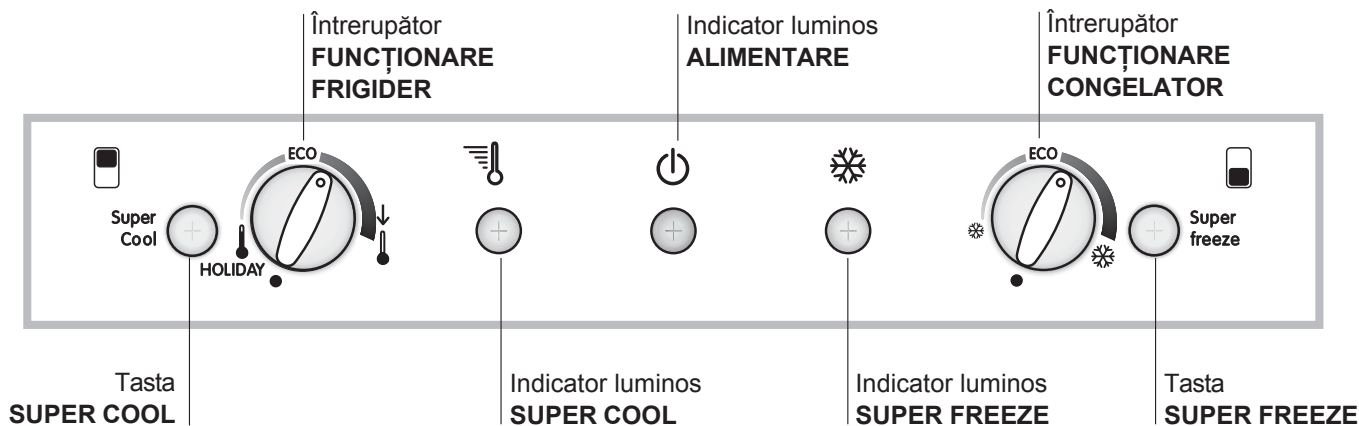 Întrerupător
FUNCȚIONARE
FRIGIDER
Indicator luminos
ALIMENTARE
Întrerupător
FUNCȚIONARE
CONGELATOR
ECO
Super
Cool
HOLIDAY
ECO
Super
freeze
Tasta
SUPER COOL
Indicator luminos
SUPER COOL
Indicator luminos
SUPER FREEZE
Tasta
SUPER FREEZE